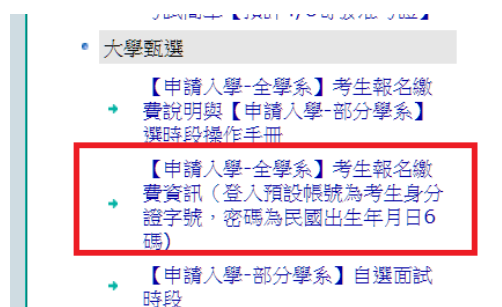 大學甄選
【申請入學-全學系】考生報名繳
費說明與【申請入學-部分學系】
選時段操作手冊
【申請入學-全學系】考生報名繳
費資訊（登入預設帳號為考生身分
證字號，密碼為民國出生年月日6
碼)
【申請入學-部分學系】自選面試
時段